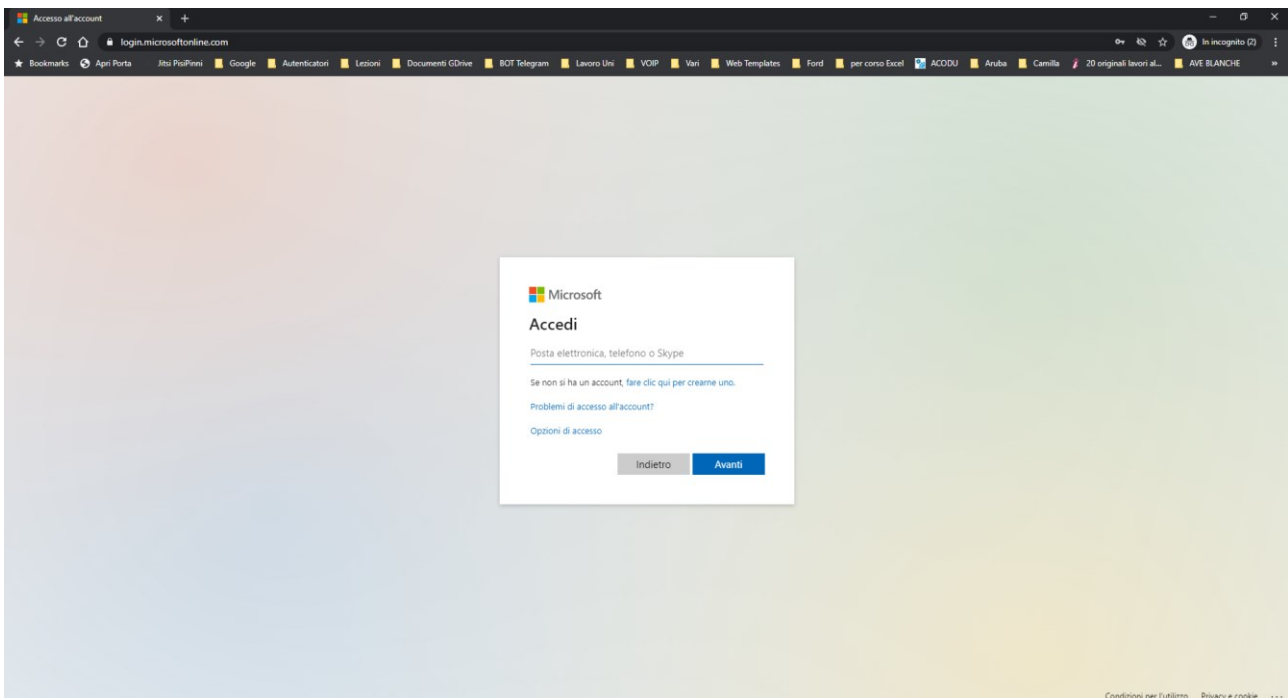 Accesso all'account
login.microsoftonline.com
In incognito (2)
Bookmarks Apri Porta Jitsi PisiPinni Google Autenticatori Lezioni Documenti GDrive BOT Telegram Lavoro Uni VOIP Vari Web Templates Ford per corso Excel ACODU Aruba Camilla 20 originali lavori al... AVE BLANCHE
Microsoft
Accedi
Posta elettronica, telefono o Skype
Se non si ha un account, fare clic qui per crearne uno.
Problemi di accesso all'account?
Opzioni di accesso
Indietro Avanti
Condizioni per l'utilizzo Privacy e cookie ...